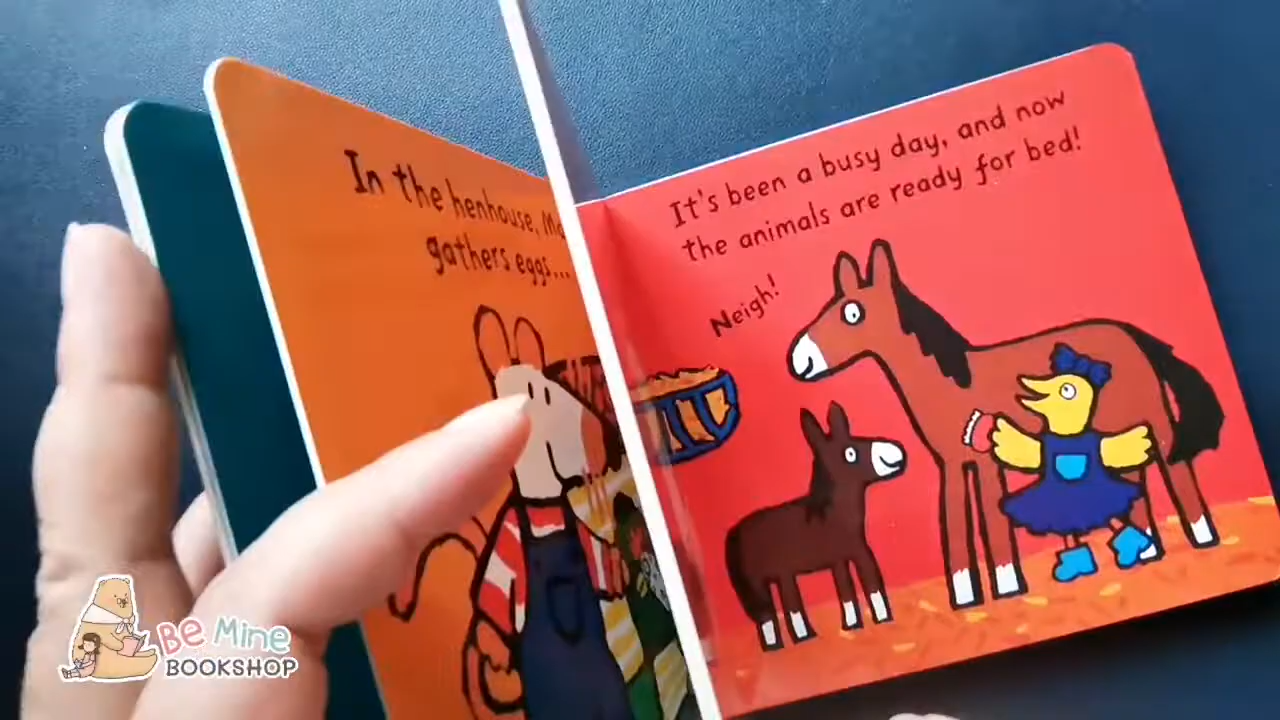 In the henhouse,
gathers eggs...
It's been a busy day, and now
the animals are ready for bed!
Neigh!
Be Mine
BOOKSHOP